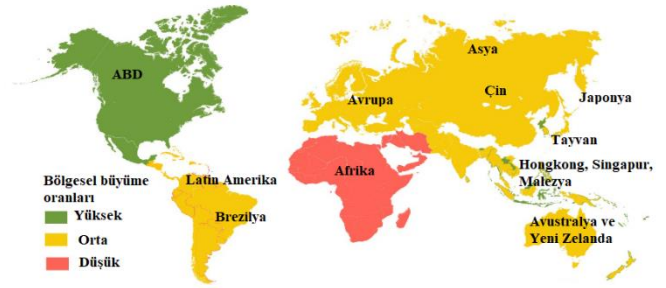 ABD
Asya
Avrupa
Çin
Japonya
Tayvan
Afrika
Hongkong, Singapur,
Malezya
Latin Amerika
Brezilya
Avustralya ve
Yeni Zelanda
Bölgesel büyüme
oranları
Yüksek
Orta
Düşük